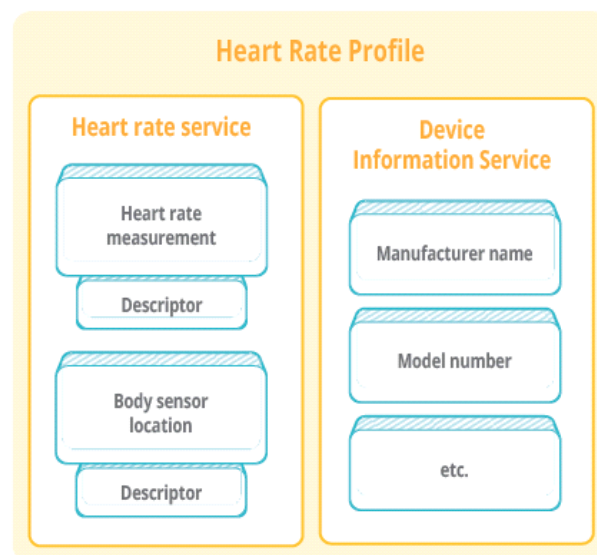 Heart Rate Profile
Heart rate service
Heart rate
measurement
Descriptor
Body sensor
location
Descriptor
Device
Information Service
Manufacturer name
Model number
etc.